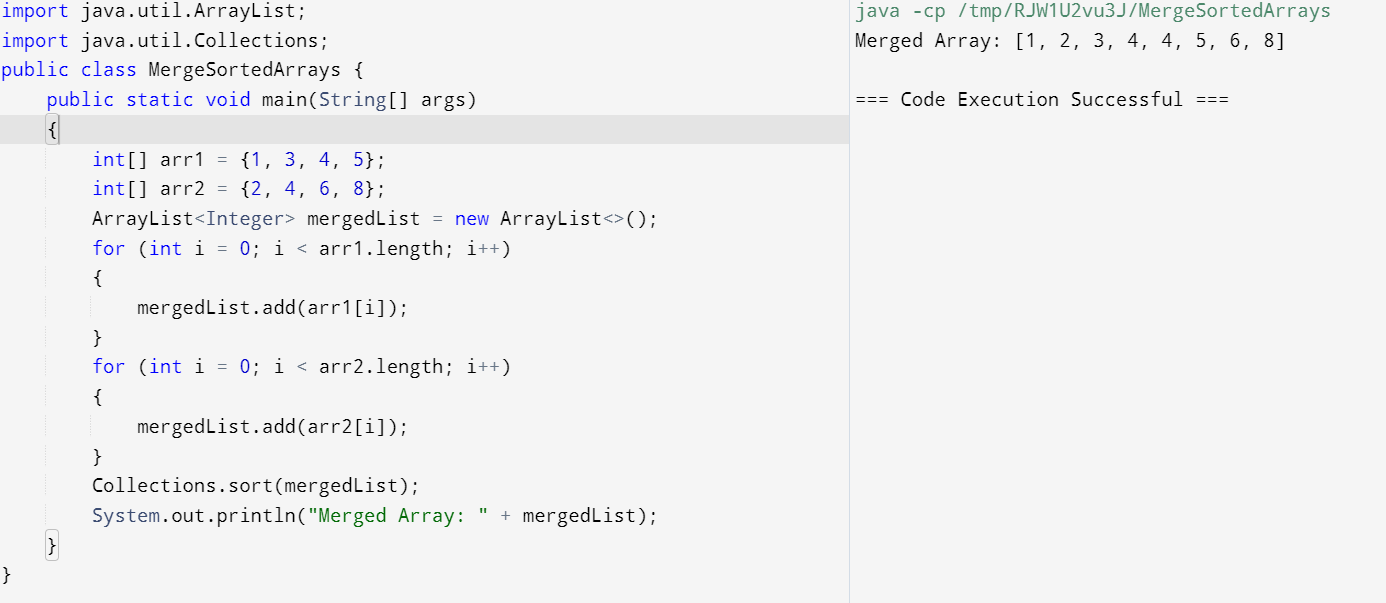 import java.util.ArrayList;
import java.util.Collections;
public class MergeSortedArrays {
    public static void main(String[] args)
    {
        int[] arr1 = {1, 3, 4, 5};
        int[] arr2 = {2, 4, 6, 8};
        ArrayList<Integer> mergedList = new ArrayList<>();
        for (int i = 0; i < arr1.length; i++)
        {
            mergedList.add(arr1[i]);
        }
        for (int i = 0; i < arr2.length; i++)
        {
            mergedList.add(arr2[i]);
        }
        Collections.sort(mergedList);
        System.out.println("Merged Array: " + mergedList);
    }
}
java -cp /tmp/RJW1U2vu3J/MergeSortedArrays
Merged Array: [1, 2, 3, 4, 4, 5, 6, 8]
=== Code Execution Successful ===